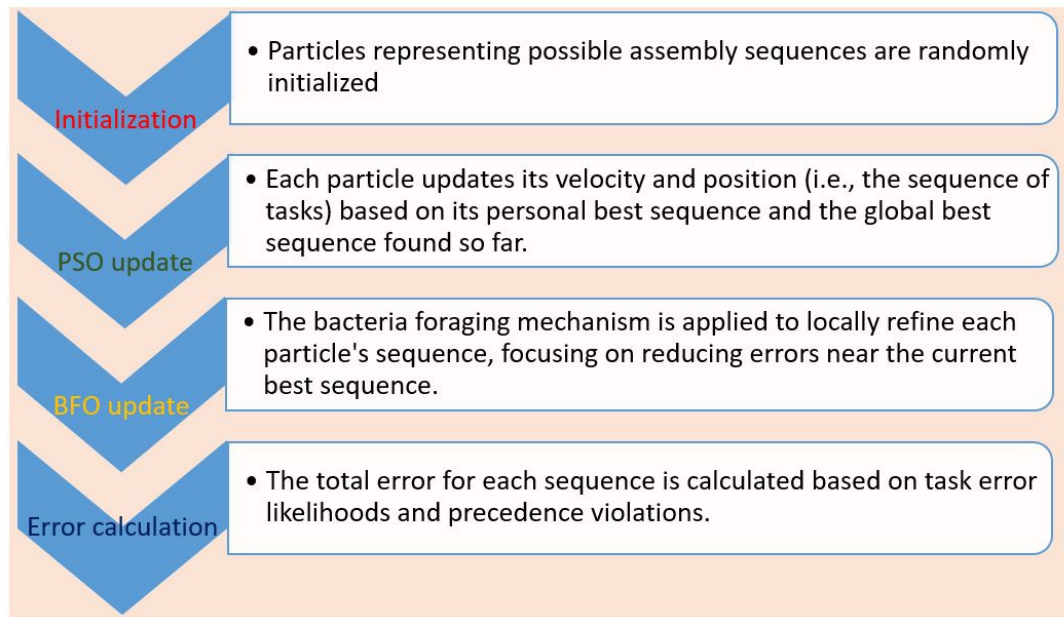 • Particles representing possible assembly sequences are randomly
initialized
Initialization
• Each particle updates its velocity and position (i.e., the sequence of
tasks) based on its personal best sequence and the global best
sequence found so far.
PSO update
• The bacteria foraging mechanism is applied to locally refine each
particle's sequence, focusing on reducing errors near the current
best sequence.
BFO update
• The total error for each sequence is calculated based on task error
likelihoods and precedence violations.
Error calculation